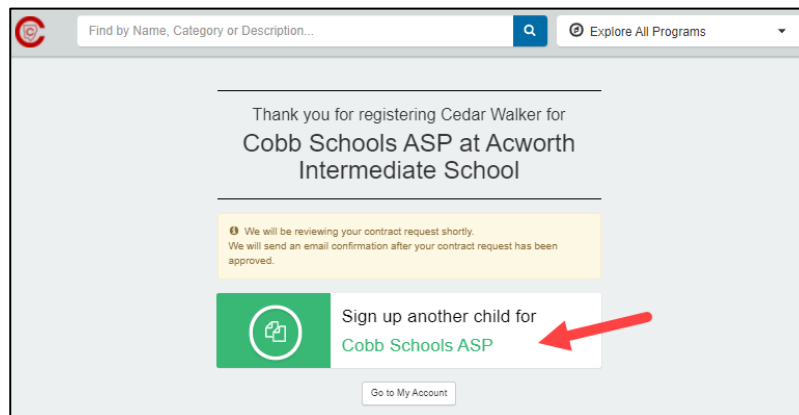 Find by Name, Category or Description...
Explore All Programs
Thank you for registering Cedar Walker for
Cobb Schools ASP at Acworth
Intermediate School
We will be reviewing your contract request shortly.
We will send an email confirmation after your contract request has been
approved.
Sign up another child for
Cobb Schools ASP
Go to My Account